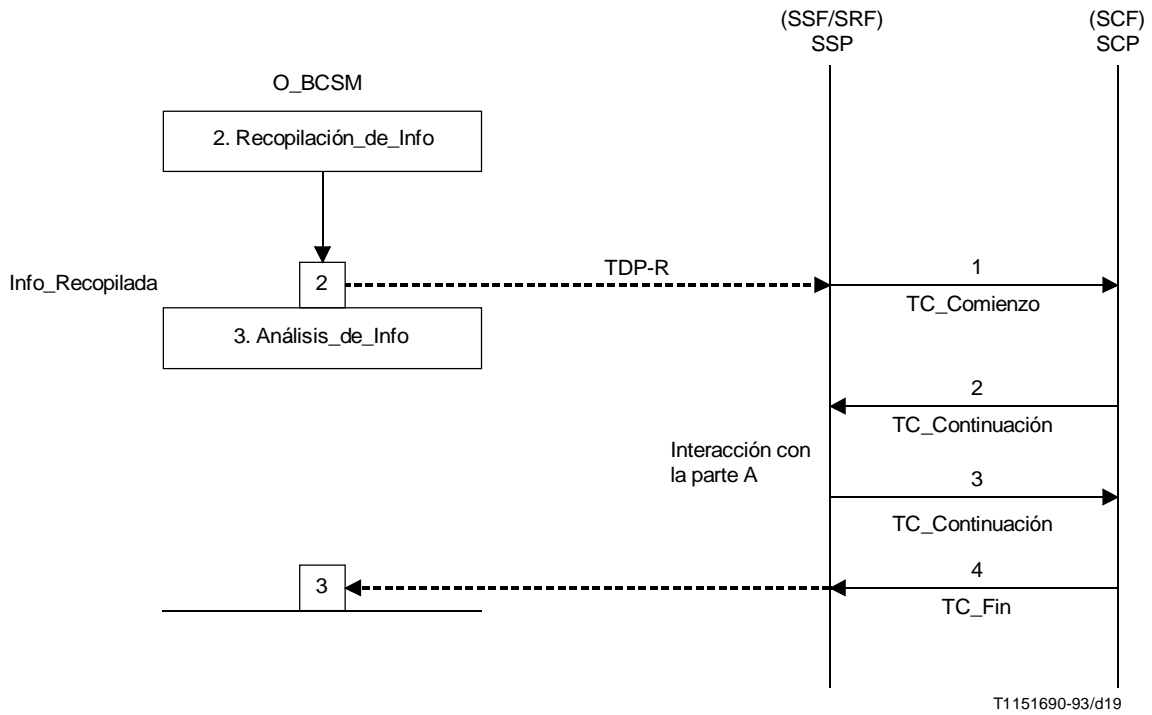 (SSF/SRF)
SSP
(SCF)
SCP
O_BCSM
2. Recopilación_de_Info
Info_Recopilada
2
TDP-R
1
TC_Comienzo
3. Análisis_de_Info
2
TC_Continuación
Interacción con
la parte A
3
TC_Continuación
3
4
TC_Fin
T1151690-93/d19